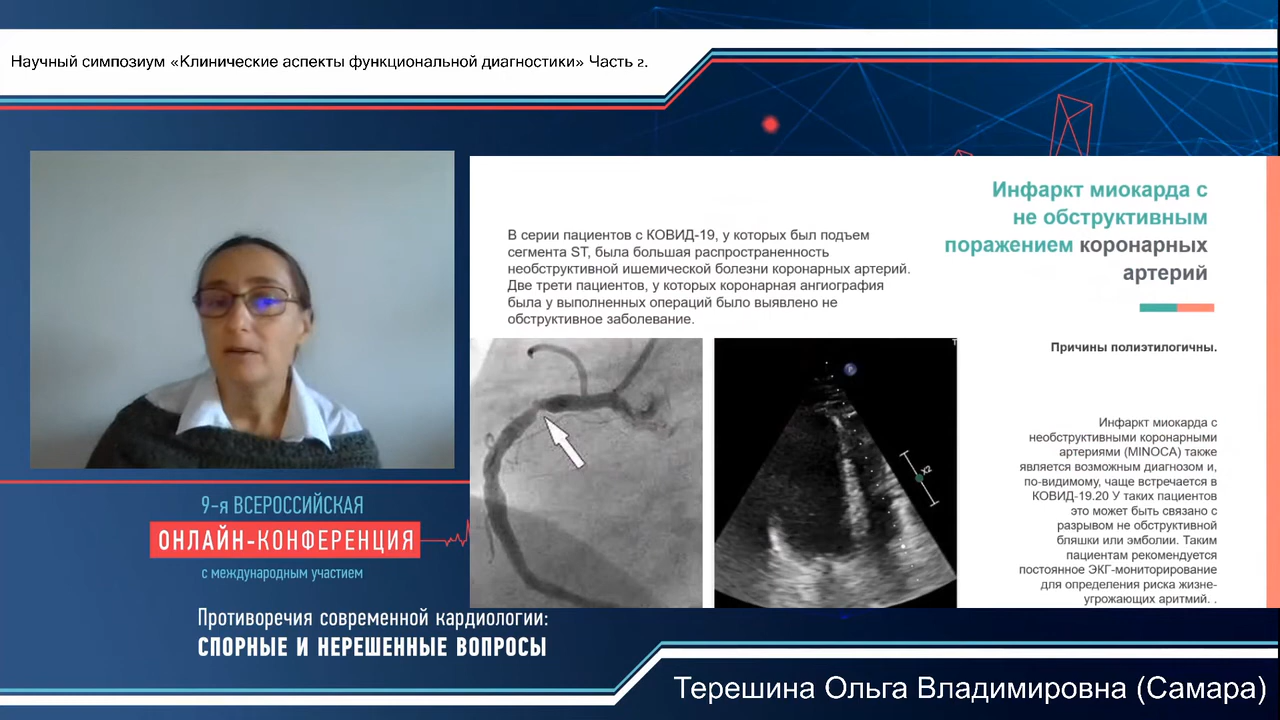 Научный симпозиум «Клинические аспекты функциональной диагностики» Часть 2.
Инфаркт миокарда с
не обструктивным
поражением коронарных
артерий
В серии пациентов с КОВИД-19, у которых был подъем
сегмента ST, была большая распространенность
необструктивной ишемической болезни коронарных артерий.
Две трети пациентов, у которых коронарная ангиография
была у выполненных операций было выявлено не
обструктивное заболевание.
Причины полиэтилогичны.
X2
Инфаркт миокарда с
необструктивными коронарными
артериями (MINOCA) также
является возможным диагнозом и,
по-видимому, чаще встречается в
КОВИД-19.20 У таких пациентов
это может быть связано с
разрывом не обструктивной
бляшки или эмболии. Таким
пациентам рекомендуется
постоянное ЭКГ-мониторирование
для определения риска жизне-
угрожающих аритмий. .
9-я ВСЕРОССИЙСКАЯ
ОНЛАЙН-КОНФЕРЕНЦИЯ
с международным участием
Противоречия современной кардиологии:
СПОРНЫЕ И НЕРЕШЕННЫЕ ВОПРОСЫ
Терешина Ольга Владимировна (Самара)